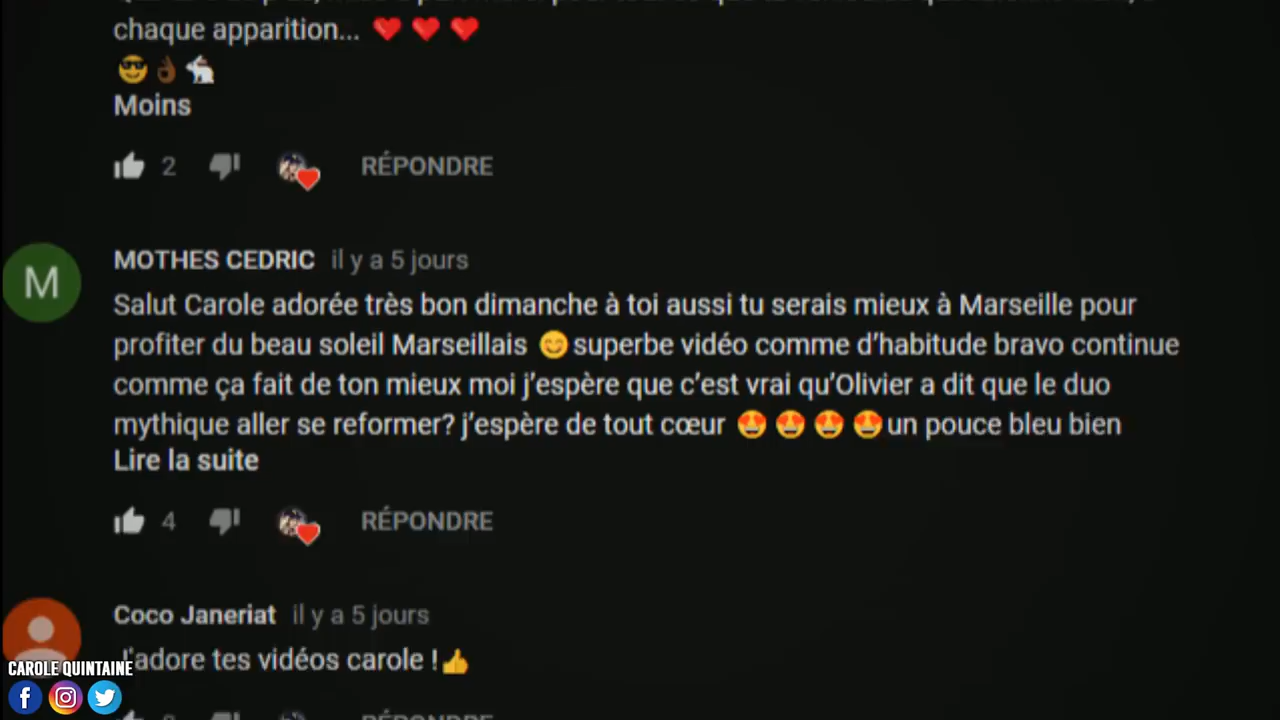 chaque apparition... ❤ ❤ ❤
😎👌🏾🐇
Moins
2 RÉPONDRE
M
MOTHES CEDRIC il y a 5 jours
Salut Carole adorée très bon dimanche à toi aussi tu serais mieux à Marseille pour
profiter du beau soleil Marseillais 😊superbe vidéo comme d’habitude bravo continue
comme ça fait de ton mieux moi j’espère que c’est vrai qu’Olivier a dit que le duo
mythique aller se reformer? j’espère de tout cœur 😍 😍 😍 😍un pouce bleu bien
Lire la suite
4 RÉPONDRE
Coco Janeriat il y a 5 jours
J'adore tes vidéos carole !👍
CAROLE QUINTAINE
RÉPONDRE